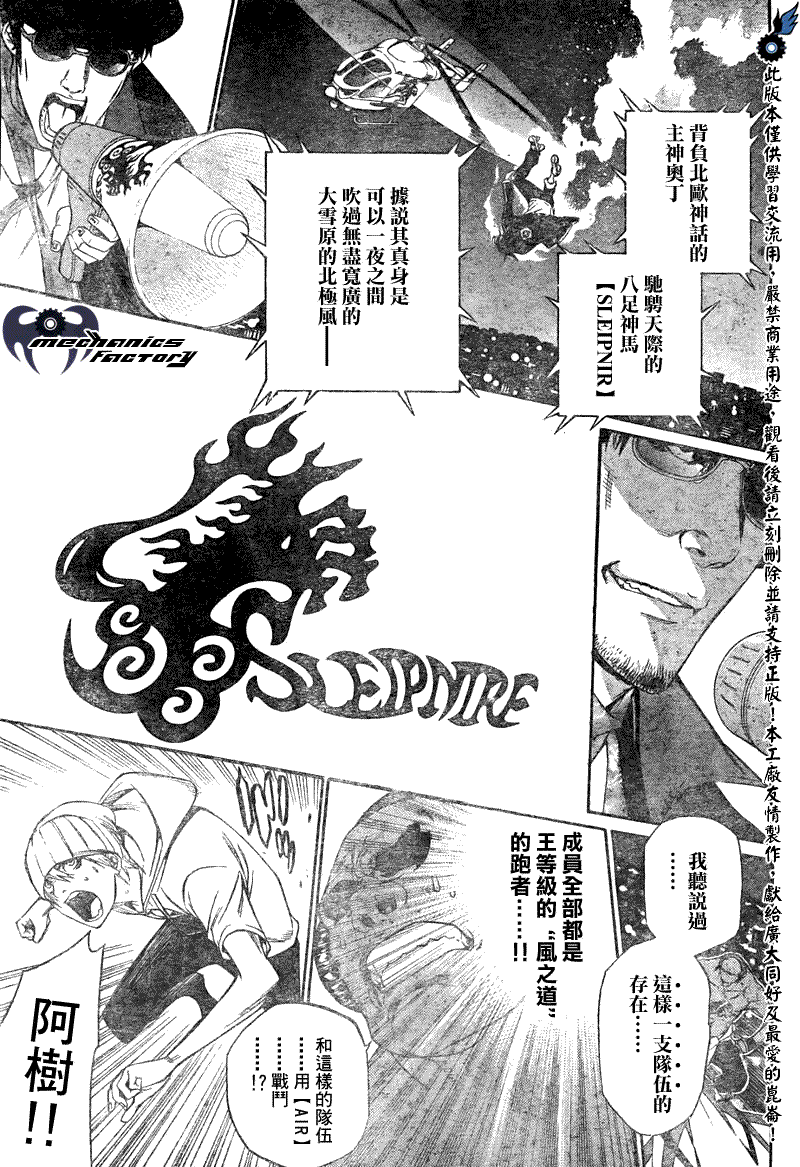 背負北歐神話的
主神奧丁
馳騁天際的
八足神馬
【SLEIPNIR】
據說其真身是
可以一夜之間
吹過無盡寬廣的
大雪原的北極風——
mechanics
Factory
SLEIPNIRE
我聽說過
……
這樣一支隊伍的
存在……
成員全部都是
王等級的“風之道”
的跑者……!!
和這樣的隊伍
……用【AIR】
……戰鬥
……!?
阿樹!!
此版本僅供學習交流用，嚴禁商業用途，觀看後請立刻刪除並請支持正版！本工廠友情製作，獻給廣大同好及最愛的崑崙！